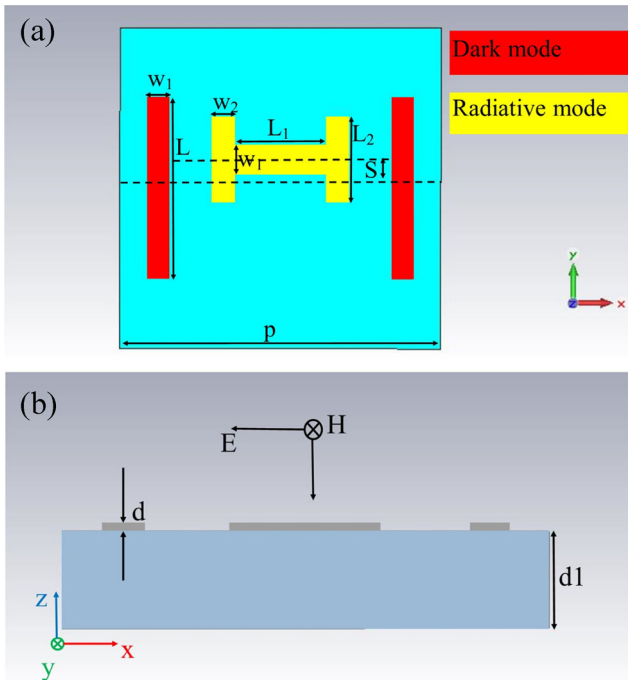 (a)
Dark mode
Radiative mode
w₁
w₂
L₁
L₂
L
w₁
S
p
y
z
x
(b)
E
H
d
d1
z
y
x